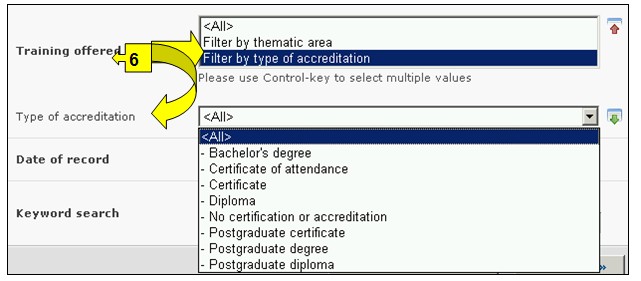 <All>
Filter by thematic area
Training offered
6
Filter by type of accreditation
Please use Control-key to select multiple values
Type of accreditation
<All>
<All>
- Bachelor's degree
Date of record
- Certificate of attendance
- Certificate
- Diploma
Keyword search
- No certification or accreditation
- Postgraduate certificate
- Postgraduate degree
- Postgraduate diploma
»